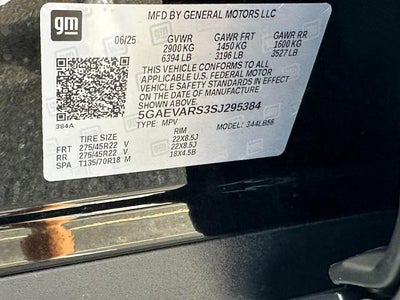 gm
MFD BY GENERAL MOTORS LLC
06/25 GVWR GAWR FRT GAWR RR
2900 KG 1450 KG 1600 KG
6394 LB 3196 LB 3527 LB
THIS VEHICLE CONFORMS TO ALL
APPLICABLE U.S. FEDERAL MOTOR
VEHICLE SAFETY STANDARDS IN EFFECT
ON THE DATE OF MANUFACTURE
SHOWN ABOVE.
5GAEVARS3SJ295384
TYPE: MPV MODEL: 344LB56
384A
TIRE SIZE RIM
FRT 275/45R22 V 22X8.5J
RR 275/45R22 V 22X8.5J
SPA T135/70R18 M 18X4.5B